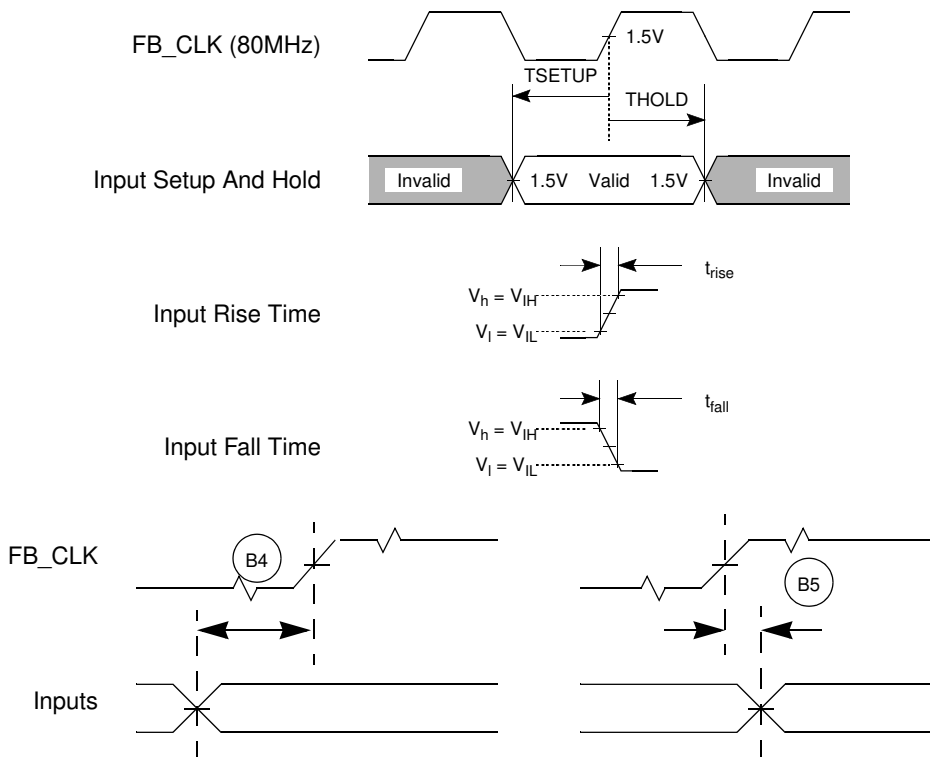 FB_CLK (80MHz)
1.5V
TSETUP
THOLD
Input Setup And Hold
Invalid
1.5V Valid 1.5V
Invalid
trise
Input Rise Time
Vh = VIH
Vl = VIL
tfall
Input Fall Time
Vh = VIH
Vl = VIL
FB_CLK
B4
B5
Inputs